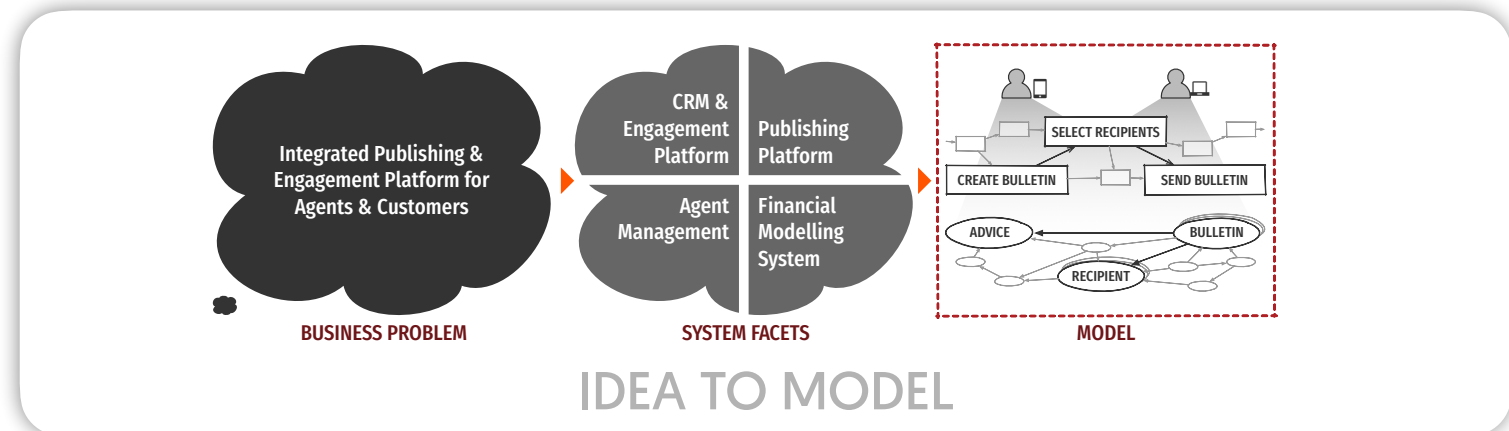 Integrated Publishing &
Engagement Platform for
Agents & Customers
BUSINESS PROBLEM
CRM &
Engagement
Platform
Publishing
Platform
Agent
Management
Financial
Modelling
System
SYSTEM FACETS
SELECT RECIPIENTS
CREATE BULLETIN
SEND BULLETIN
ADVICE
BULLETIN
RECIPIENT
MODEL
IDEA TO MODEL